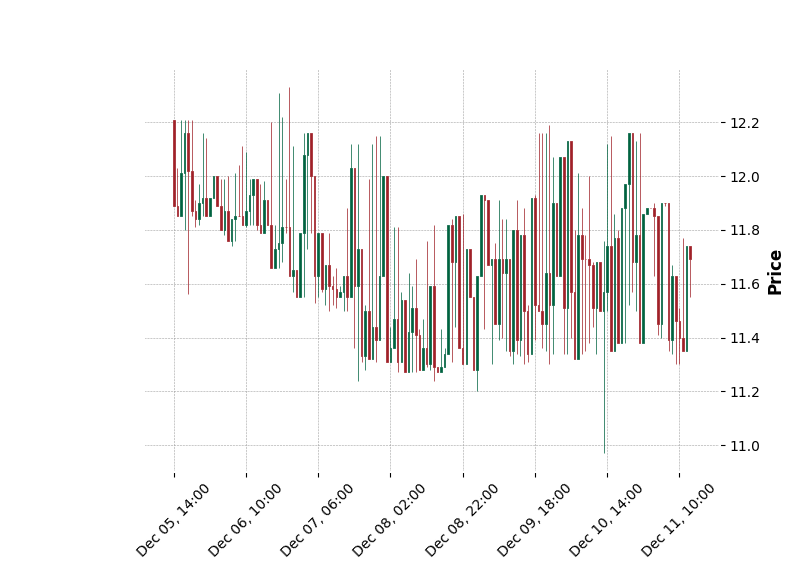 12.2
12.0
11.8
11.6
11.4
11.2
11.0
Price
Dec 05, 14:00
Dec 06, 10:00
Dec 07, 06:00
Dec 08, 02:00
Dec 08, 22:00
Dec 09, 18:00
Dec 10, 14:00
Dec 11, 10:00